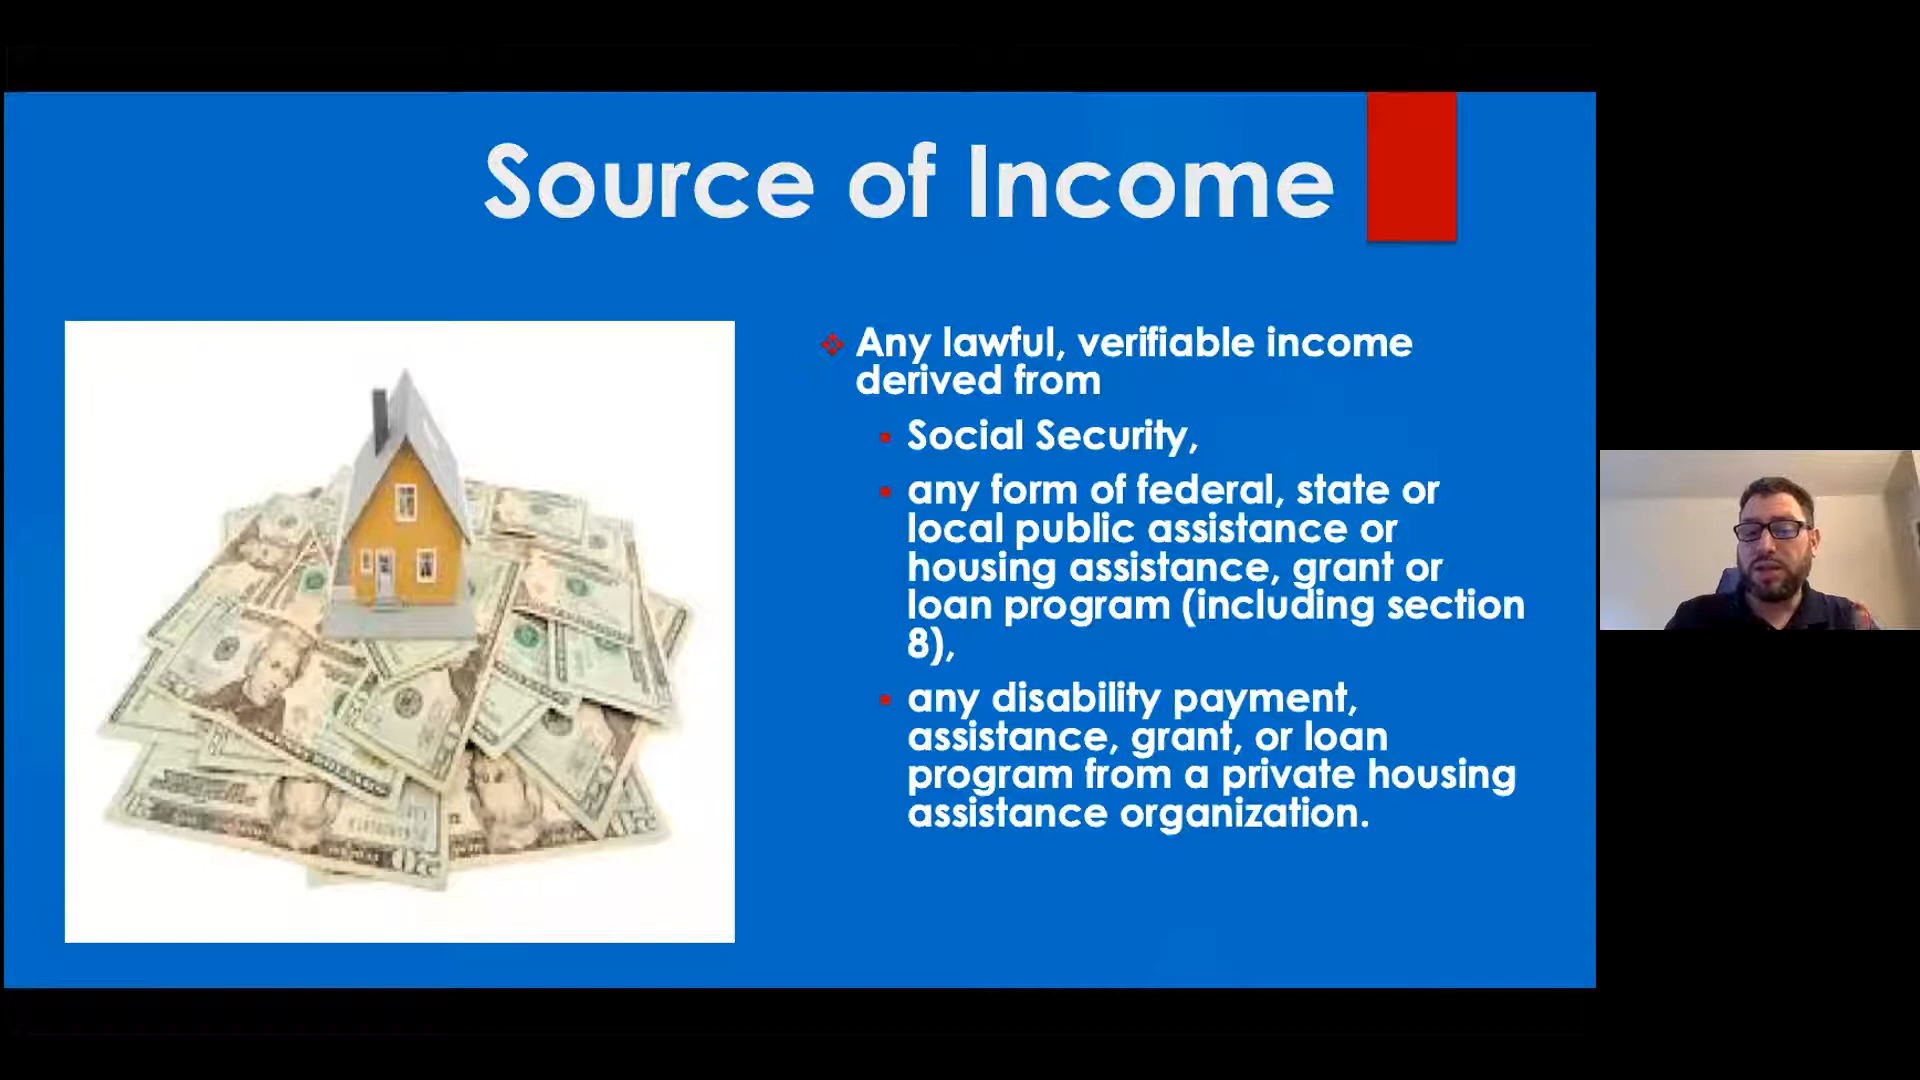 Source of Income
Any lawful, verifiable income
derived from
Social Security,
any form of federal, state or
local public assistance or
housing assistance, grant or
loan program (including section
8),
any disability payment,
assistance, grant, or loan
program from a private housing
assistance organization.